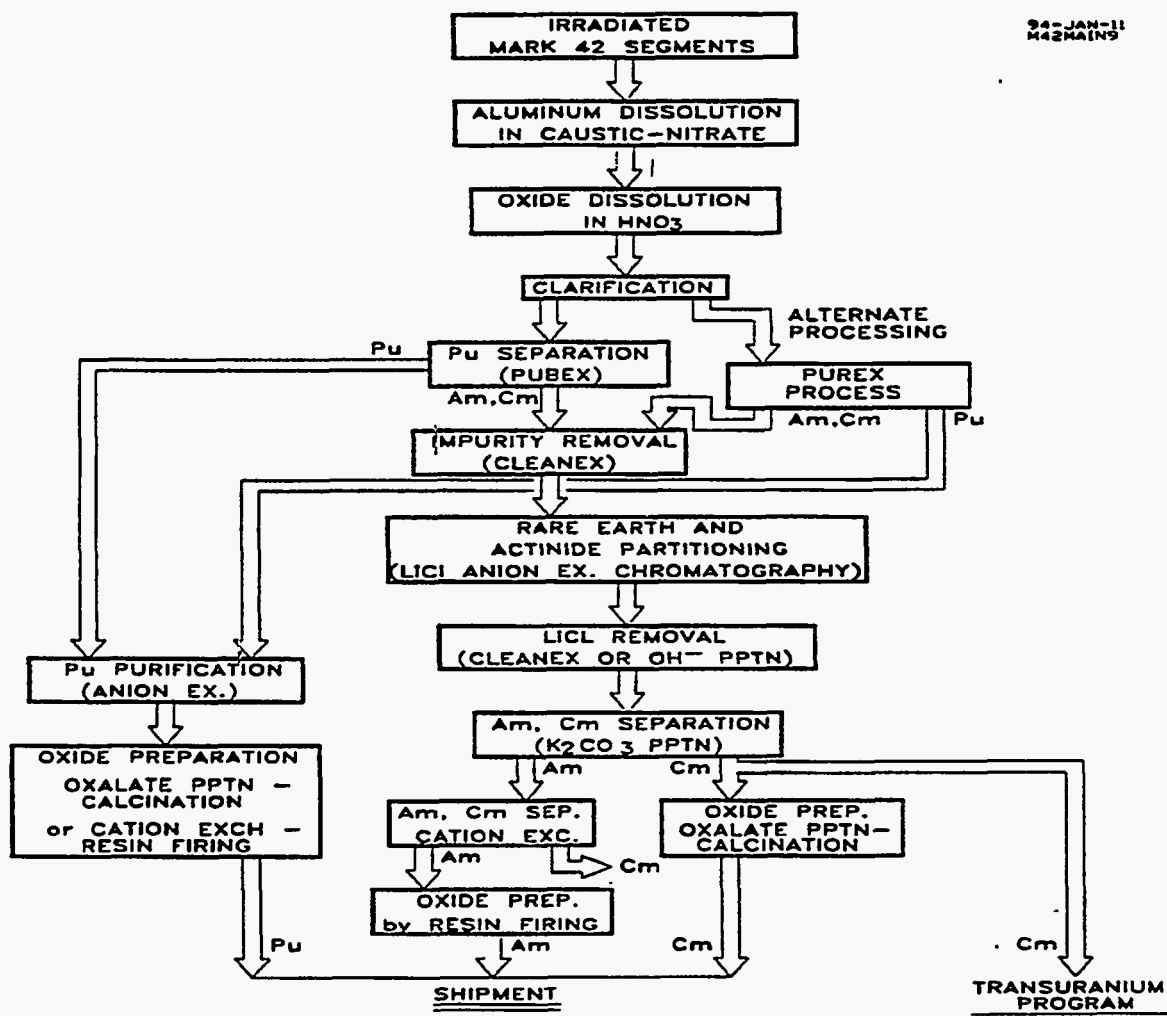 94-JAN-11
M42MAIN9
IRRADIATED
MARK 42 SEGMENTS
ALUMINUM DISSOLUTION
IN CAUSTIC-NITRATE
OXIDE DISSOLUTION
IN HNO3
CLARIFICATION
ALTERNATE
PROCESSING
Pu
Pu SEPARATION
(PUBEX)
PUREX
PROCESS
Am,Cm
Am,Cm
Pu
IMPURITY REMOVAL
(CLEANEX)
RARE EARTH AND
ACTINIDE PARTITIONING
(LiCl ANION EX. CHROMATOGRAPHY)
LICL REMOVAL
(CLEANEX OR OH− PPTN)
Pu PURIFICATION
(ANION EX.)
Am, Cm SEPARATION
(K2CO3 PPTN)
Am
Cm
OXIDE PREPARATION
OXALATE PPTN −
CALCINATION
or CATION EXCH −
RESIN FIRING
Am, Cm SEP.
CATION EXC.
OXIDE PREP.
OXALATE PPTN−
CALCINATION
Am
Cm
OXIDE PREP.
by RESIN FIRING
Pu
Am
Cm
Cm
SHIPMENT
TRANSURANIUM
PROGRAM